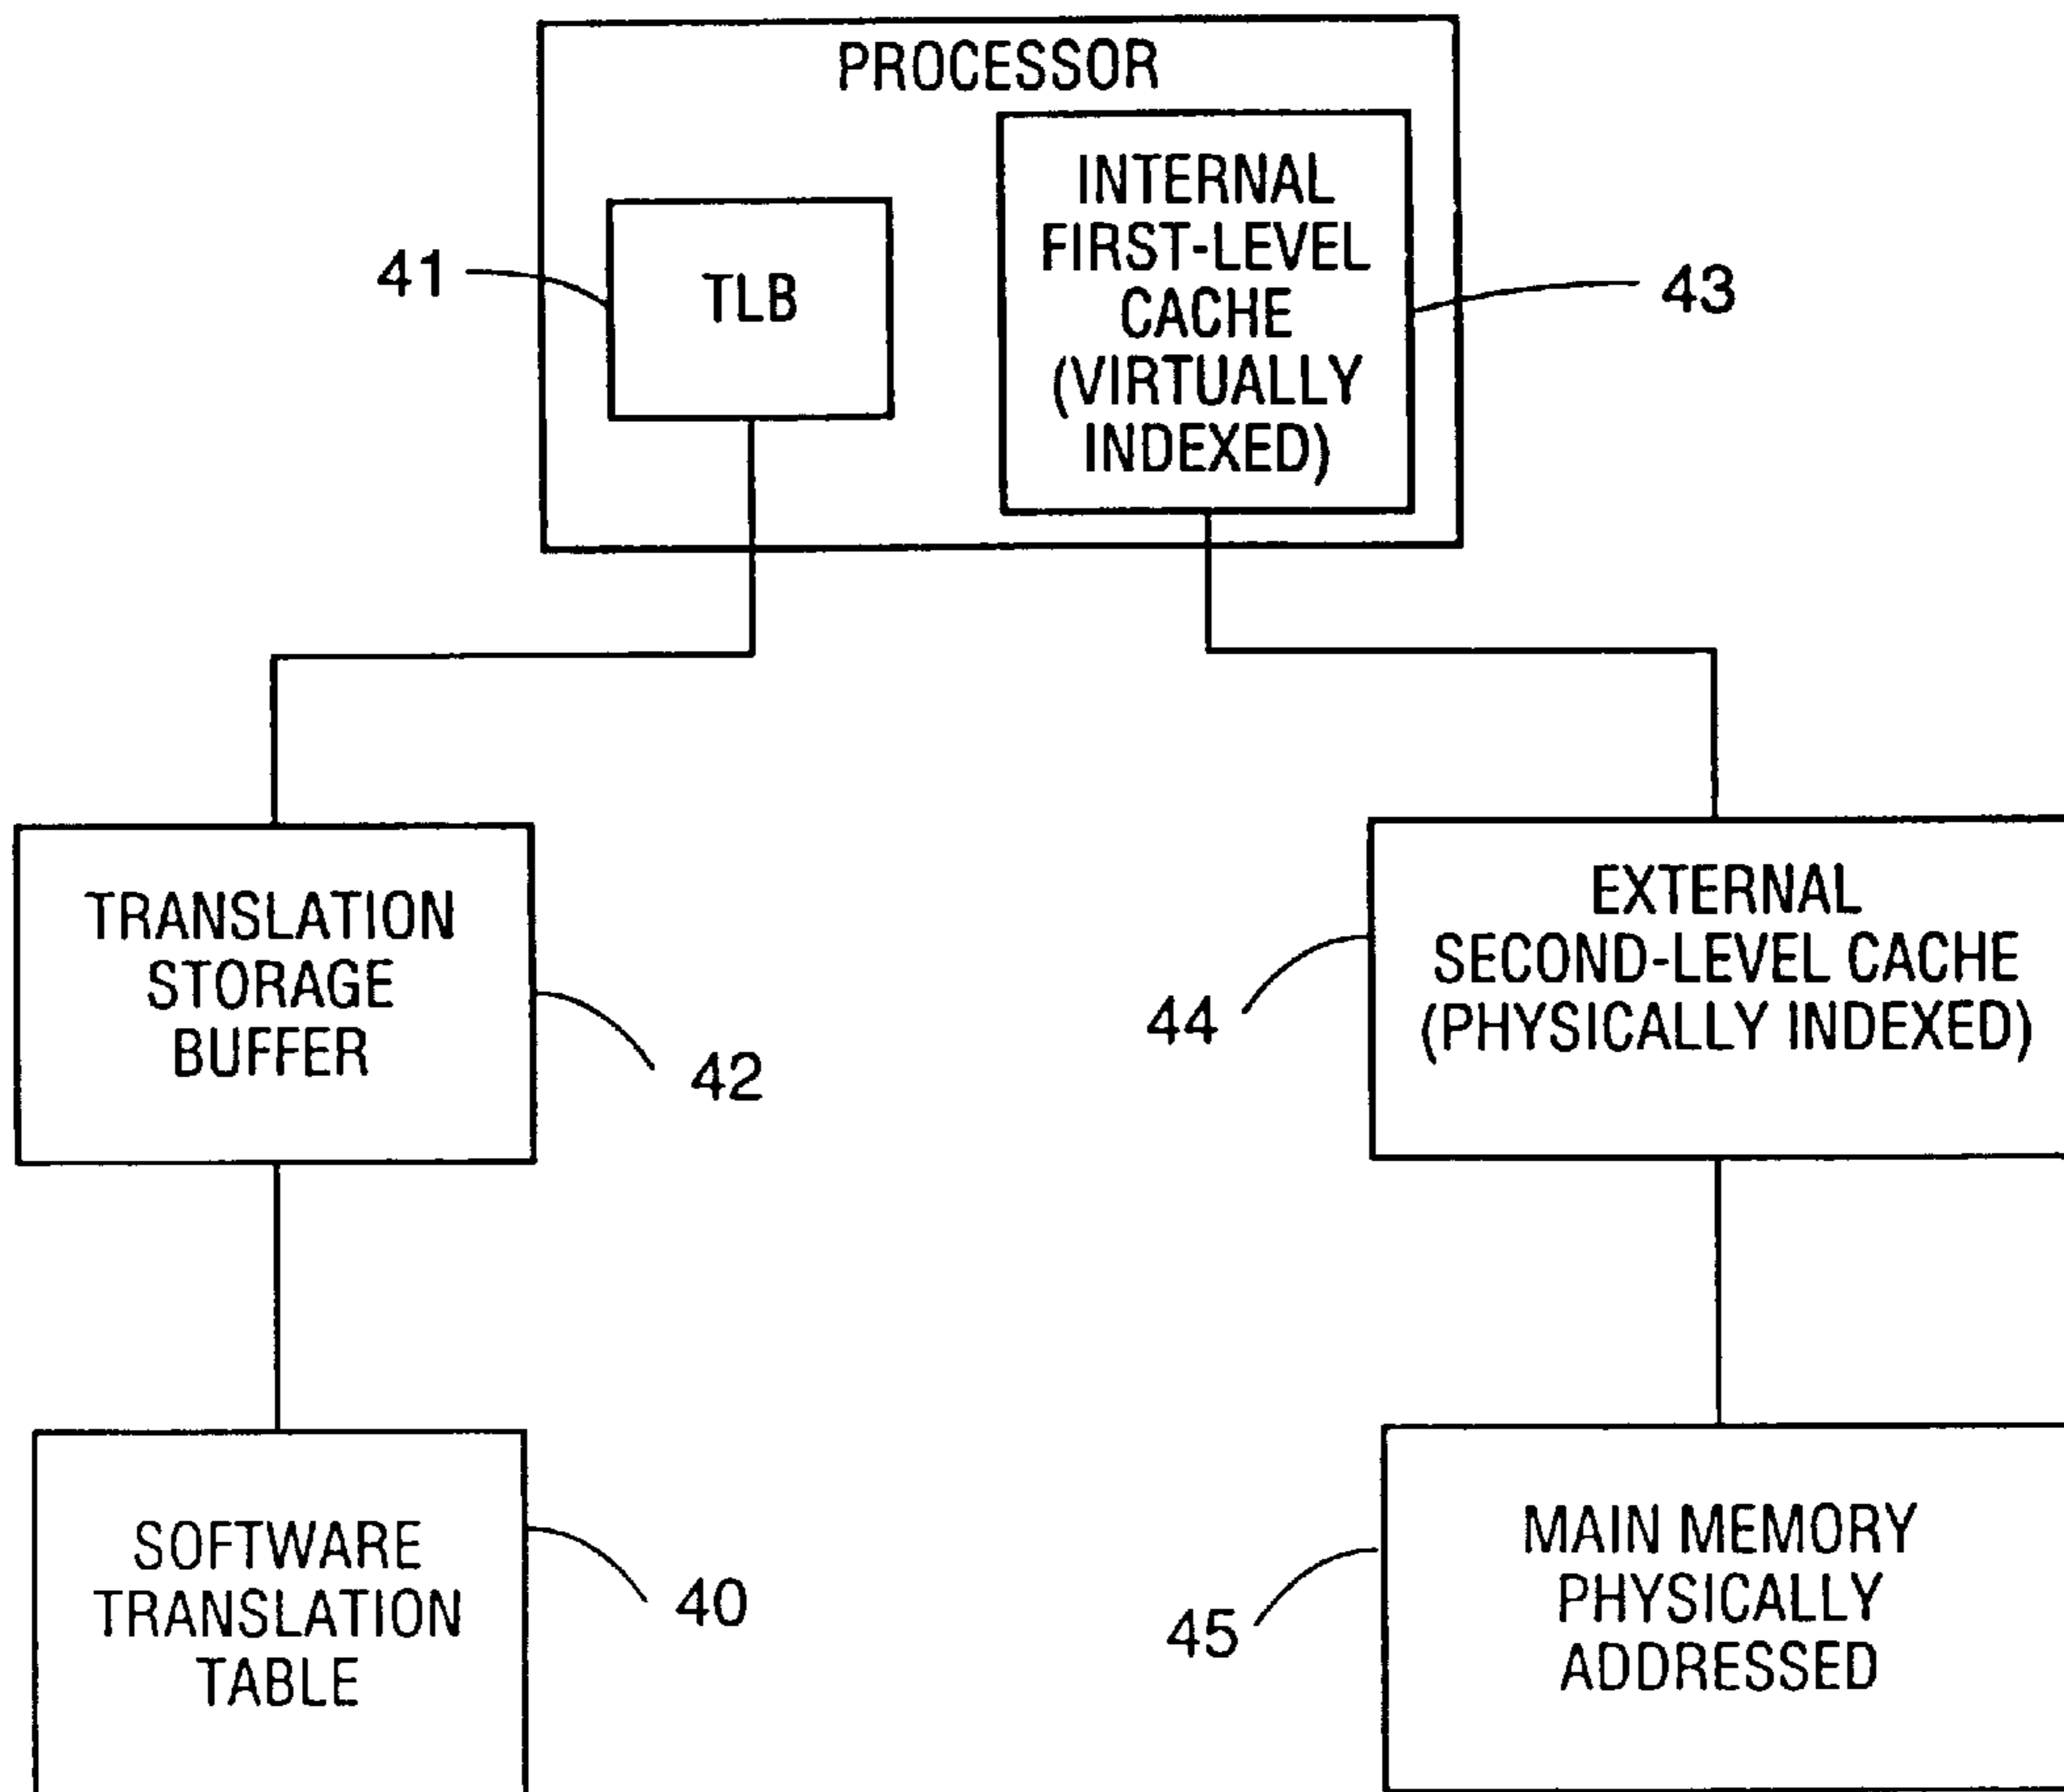 PROCESSOR
INTERNAL
FIRST-LEVEL
CACHE
(VIRTUALLY
INDEXED)
41
TLB
43
TRANSLATION
STORAGE
BUFFER
42
EXTERNAL
SECOND-LEVEL CACHE
(PHYSICALLY INDEXED)
44
SOFTWARE
TRANSLATION
TABLE
40
MAIN MEMORY
PHYSICALLY
ADDRESSED
45